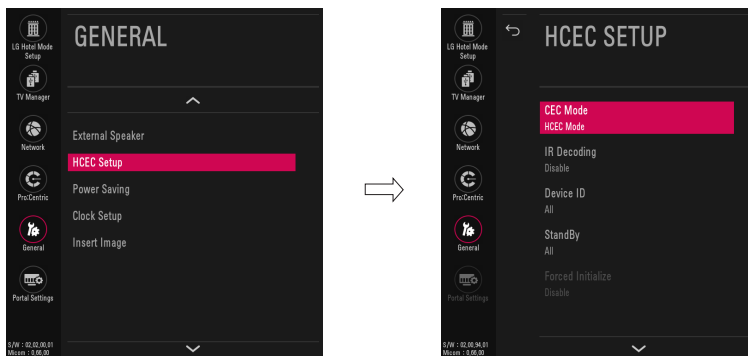 LG Hotel Mode
Setup
TV Manager
Network
Pro:Centric
General
Portal Settings
S/W : 02,02,00,01
Micom : 0,66,00
GENERAL
External Speaker
HCEC Setup
Power Saving
Clock Setup
Insert Image
LG Hotel Mode
Setup
TV Manager
Network
Pro:Centric
General
Portal Settings
S/W : 02,00,94,01
Micom : 0,66,00
HCEC SETUP
CEC Mode
HCEC Mode
IR Decoding
Disable
Device ID
All
StandBy
All
Forced Initialize
Disable